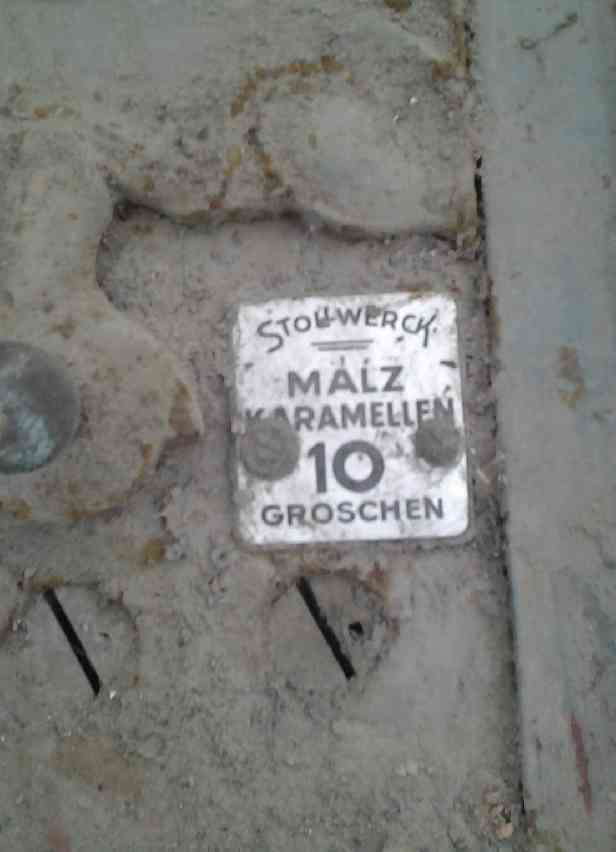 STOLLWERCK
MALZ
KARAMELLEN
10
GROSCHEN